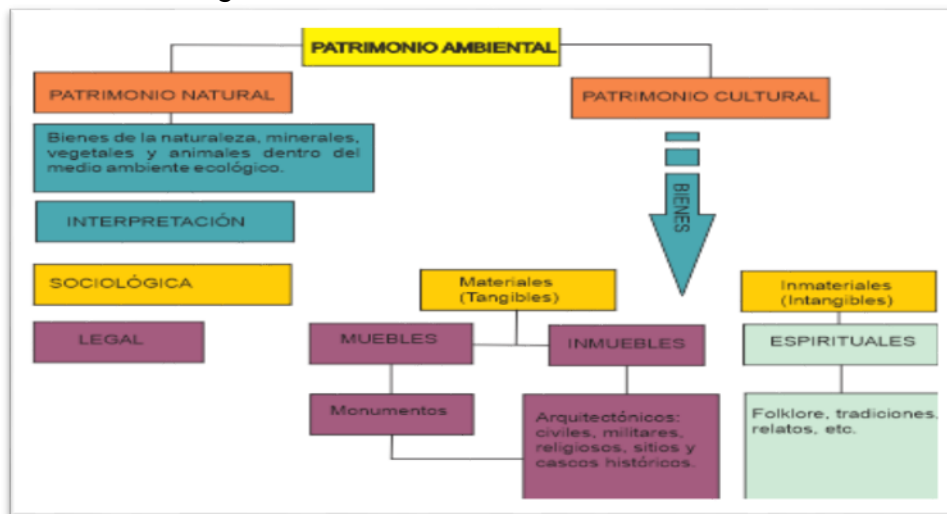 PATRIMONIO AMBIENTAL
PATRIMONIO NATURAL
PATRIMONIO CULTURAL
Bienes de la naturaleza, minerales,
vegetales y animales dentro del
medio ambiente ecológico.
INTERPRETACIÓN
BIENES
SOCIOLÓGICA
Materiales
(Tangibles)
Inmateriales
(Intangibles)
LEGAL
MUEBLES
INMUEBLES
ESPIRITUALES
Monumentos
Arquitectónicos:
civiles, militares,
religiosos, sitios y
cascos históricos.
Folklore, tradiciones,
relatos, etc.